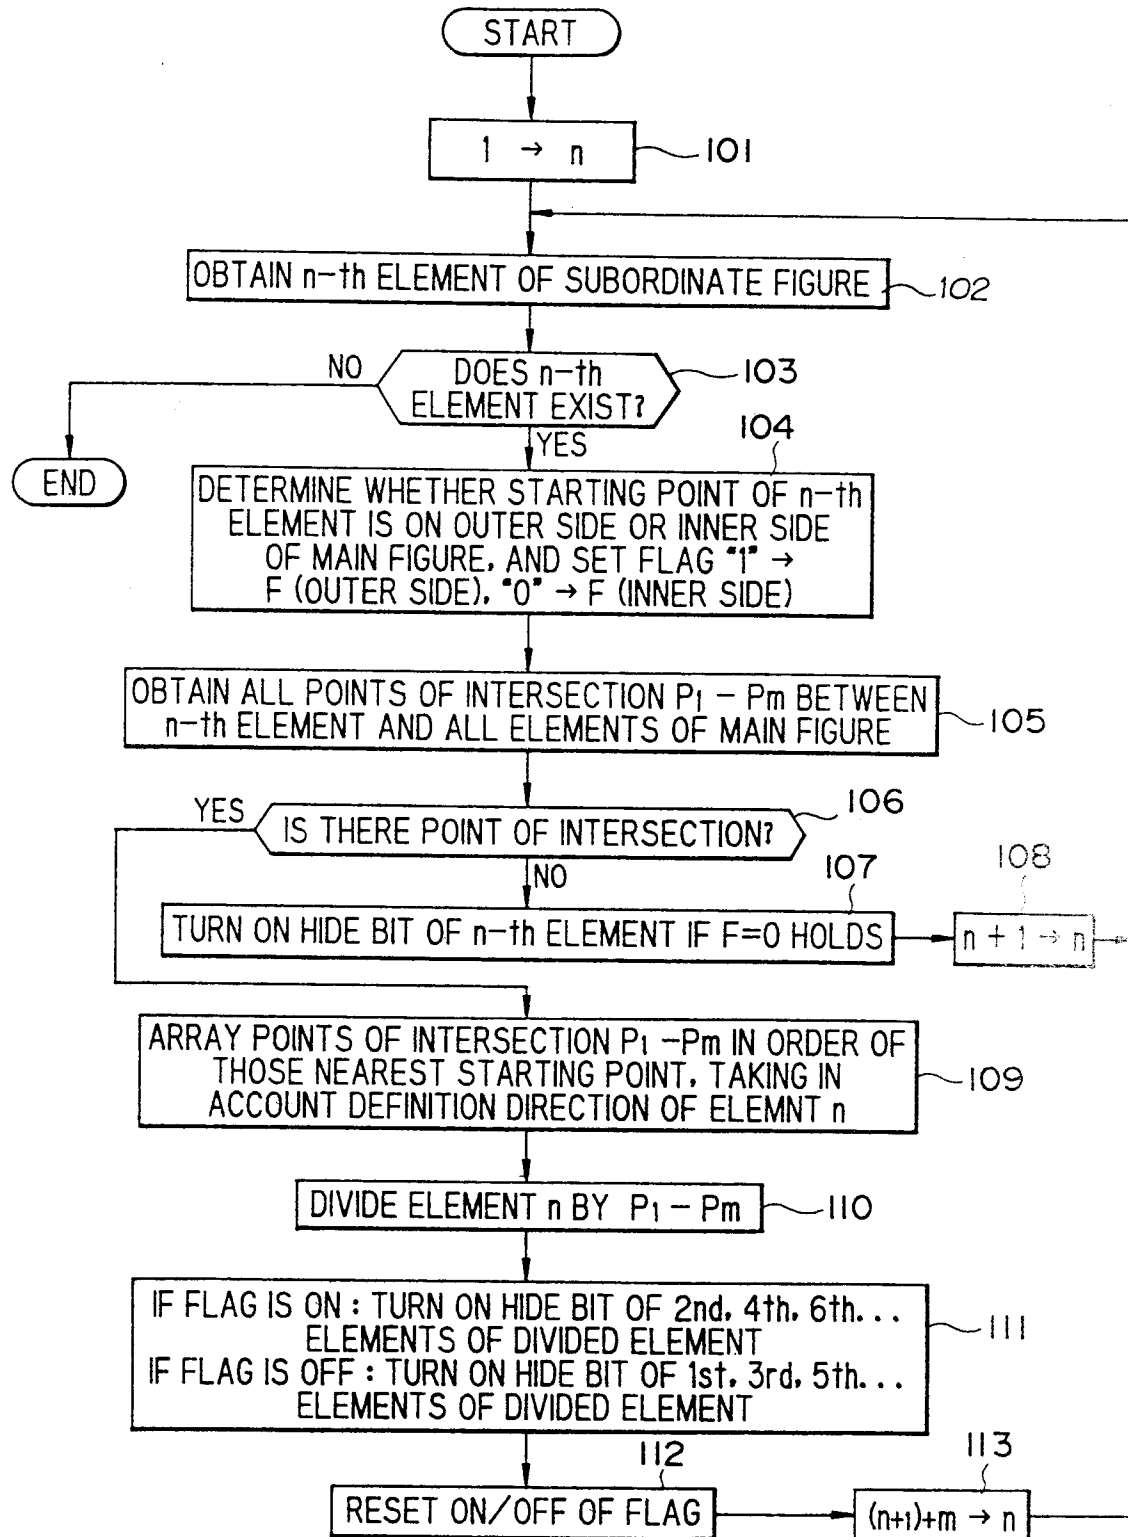 START
1 → n
101
OBTAIN n-th ELEMENT OF SUBORDINATE FIGURE
102
NO
DOES n-th
ELEMENT EXIST?
103
YES
END
104
DETERMINE WHETHER STARTING POINT OF n-th
ELEMENT IS ON OUTER SIDE OR INNER SIDE
OF MAIN FIGURE, AND SET FLAG "1" →
F (OUTER SIDE), "0" → F (INNER SIDE)
OBTAIN ALL POINTS OF INTERSECTION P1 - Pm BETWEEN
n-th ELEMENT AND ALL ELEMENTS OF MAIN FIGURE
105
YES
IS THERE POINT OF INTERSECTION?
106
NO
107
TURN ON HIDE BIT OF n-th ELEMENT IF F=0 HOLDS
108
n + 1 → n
ARRAY POINTS OF INTERSECTION P1 - Pm IN ORDER OF
THOSE NEAREST STARTING POINT, TAKING IN
ACCOUNT DEFINITION DIRECTION OF ELEMNT n
109
DIVIDE ELEMENT n BY P1 - Pm
110
IF FLAG IS ON : TURN ON HIDE BIT OF 2nd, 4th, 6th...
ELEMENTS OF DIVIDED ELEMENT
IF FLAG IS OFF : TURN ON HIDE BIT OF 1st, 3rd, 5th...
ELEMENTS OF DIVIDED ELEMENT
111
112
RESET ON/OFF OF FLAG
113
(n+1)+m → n